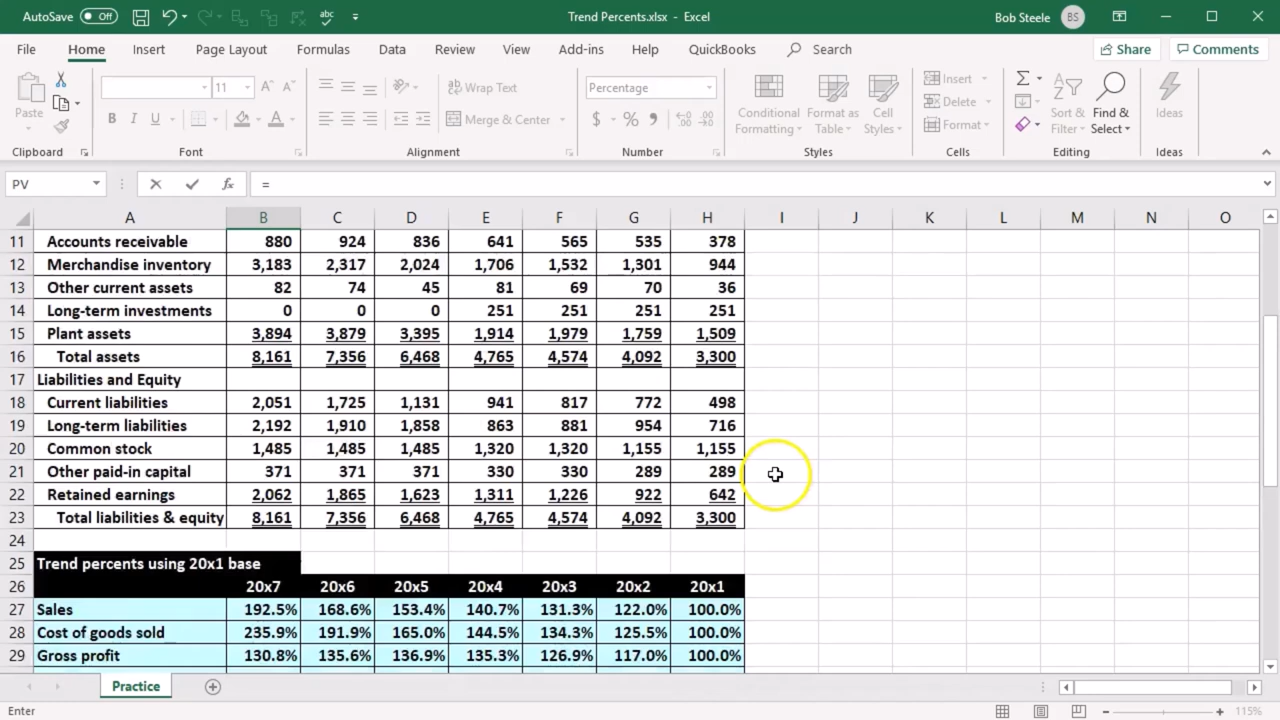 AutoSave Off abc Trend Percents.xlsx - Excel Bob Steele BS
File Home Insert Page Layout Formulas Data Review View Add-ins Help QuickBooks Search Share Comments
Paste 11 A A Wrap Text Percentage Conditional Formatting Format as Table Cell Styles Insert Σ Sort & Filter Find & Select Ideas
B I U A Merge & Center $ % , Delete
Format
Clipboard Font Alignment Number Styles Cells Editing Ideas
PV fx =
A B C D E F G H I J K L M N O
11 Accounts receivable 880 924 836 641 565 535 378
12 Merchandise inventory 3,183 2,317 2,024 1,706 1,532 1,301 944
13 Other current assets 82 74 45 81 69 70 36
14 Long-term investments 0 0 0 251 251 251 251
15 Plant assets 3,894 3,879 3,395 1,914 1,979 1,759 1,509
16 Total assets 8,161 7,356 6,468 4,765 4,574 4,092 3,300
17 Liabilities and Equity
18 Current liabilities 2,051 1,725 1,131 941 817 772 498
19 Long-term liabilities 2,192 1,910 1,858 863 881 954 716
20 Common stock 1,485 1,485 1,485 1,320 1,320 1,155 1,155
21 Other paid-in capital 371 371 371 330 330 289 289
22 Retained earnings 2,062 1,865 1,623 1,311 1,226 922 642
23 Total liabilities & equity 8,161 7,356 6,468 4,765 4,574 4,092 3,300
24
25 Trend percents using 20x1 base
26 20x7 20x6 20x5 20x4 20x3 20x2 20x1
27 Sales 192.5% 168.6% 153.4% 140.7% 131.3% 122.0% 100.0%
28 Cost of goods sold 235.9% 191.9% 165.0% 144.5% 134.3% 125.5% 100.0%
29 Gross profit 130.8% 135.6% 136.9% 135.3% 126.9% 117.0% 100.0%
Practice
Enter 115%